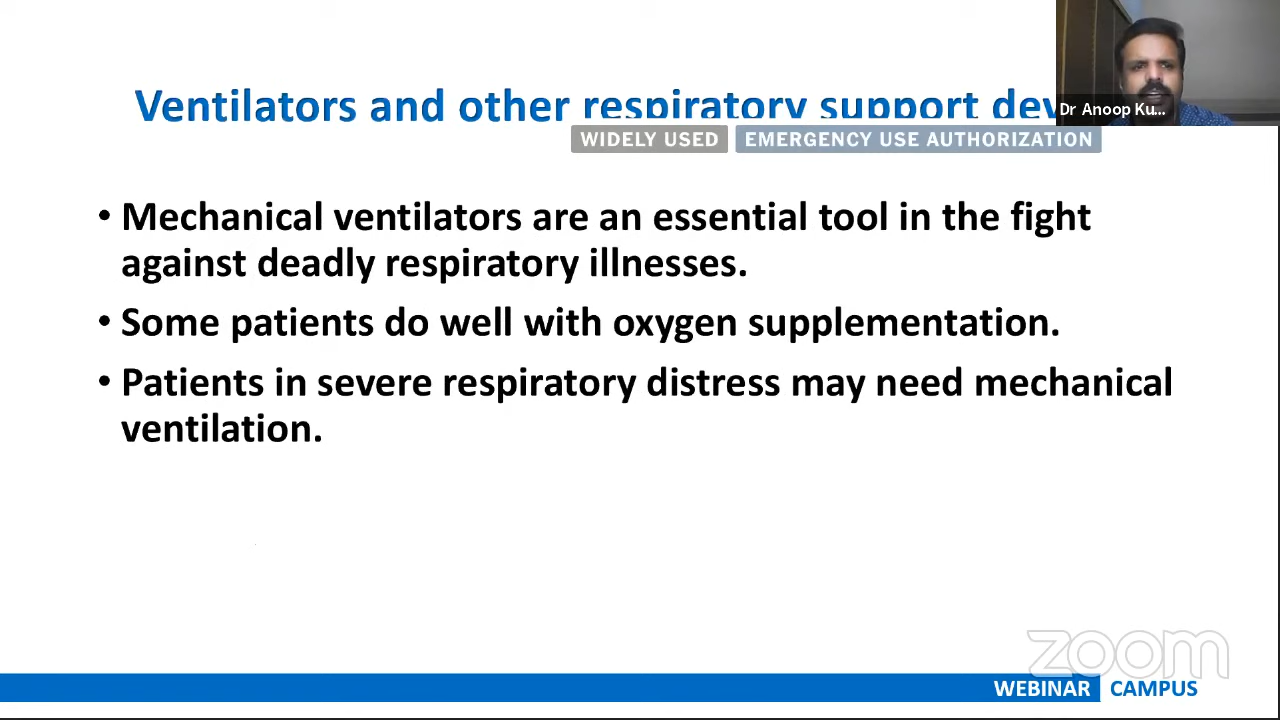 Ventilators and other respiratory support dev
Dr Anoop Ku...
WIDELY USED EMERGENCY USE AUTHORIZATION
• Mechanical ventilators are an essential tool in the fight
against deadly respiratory illnesses.
• Some patients do well with oxygen supplementation.
• Patients in severe respiratory distress may need mechanical
ventilation.
zoom
WEBINAR CAMPUS